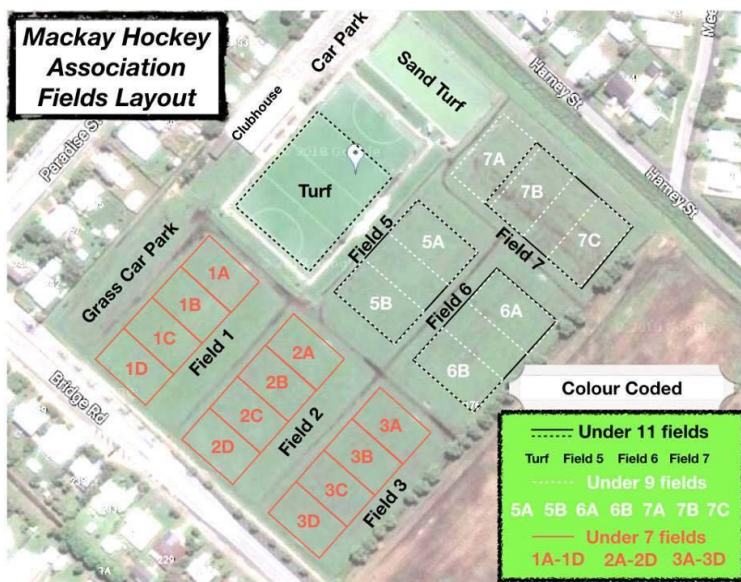 Mackay Hockey
Association
Fields Layout
Car Park
Clubhouse
Sand Turf
Harney St
Harney St
Paradise St
Turf
7A
7B
7C
Field 7
Field 5
5A
5B
Field 6
6A
6B
Grass Car Park
1A
1B
1C
1D
Field 1
2A
2B
2C
2D
Field 2
3A
3B
3C
3D
Field 3
Bridge Rd
229
7A
Colour Coded
Under 11 fields
Turf Field 5 Field 6 Field 7
Under 9 fields
5A 5B 6A 6B 7A 7B 7C
Under 7 fields
1A-1D 2A-2D 3A-3D